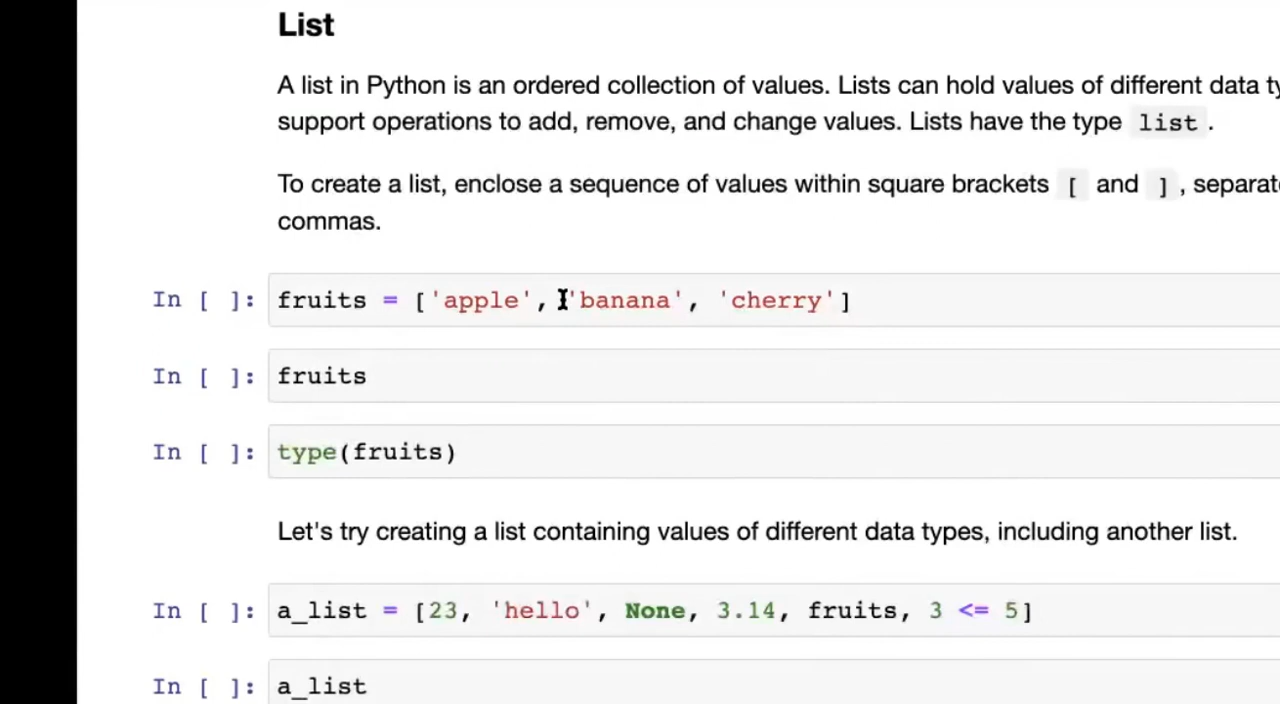 List
A list in Python is an ordered collection of values. Lists can hold values of different data
support operations to add, remove, and change values. Lists have the type list .
To create a list, enclose a sequence of values within square brackets [ and ] ,
commas.
In [ ]: fruits = ['apple', 'banana', 'cherry']
In [ ]: fruits
In [ ]: type(fruits)
Let's try creating a list containing values of different data types, including another list.
In [ ]: a_list = [23, 'hello', None, 3.14, fruits, 3 <= 5]
In [ ]: a_list